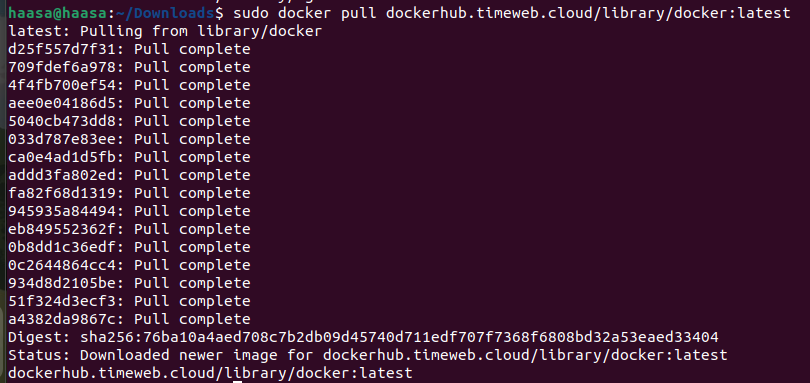 haasa@haasa:~/Downloads$ sudo docker pull dockerhub.timeweb.cloud/library/docker:latest
latest: Pulling from library/docker
d25f557d7f31: Pull complete
709fdef6a978: Pull complete
4f4fb700ef54: Pull complete
aee0e04186d5: Pull complete
5040cb473dd8: Pull complete
033d787e83ee: Pull complete
ca0e4ad1d5fb: Pull complete
addd3fa802ed: Pull complete
fa82f68d1319: Pull complete
945935a84494: Pull complete
eb849552362f: Pull complete
0b8dd1c36edf: Pull complete
0c2644864cc4: Pull complete
934d8d2105be: Pull complete
51f324d3ecf3: Pull complete
a4382da9867c: Pull complete
Digest: sha256:76ba10a4aed708c7b2db09d45740d711edf707f7368f6808bd32a53eaed33404
Status: Downloaded newer image for dockerhub.timeweb.cloud/library/docker:latest
dockerhub.timeweb.cloud/library/docker:latest